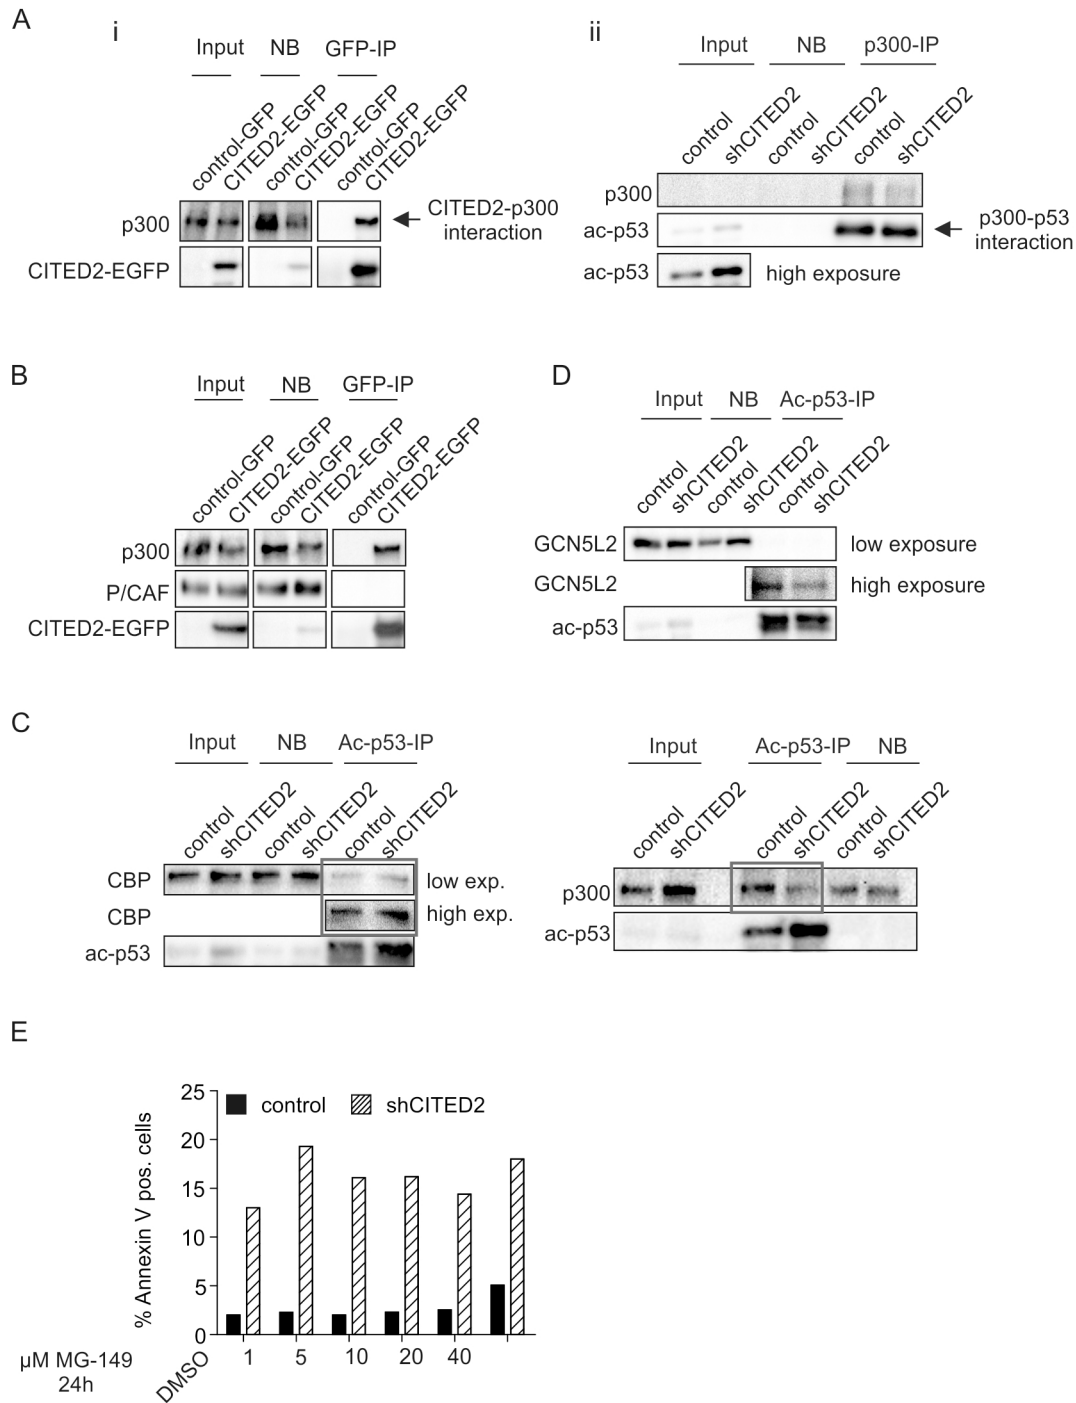 A
i
Input NB GFP-IP
control-GFP
CITED2-EGFP
control-GFP
CITED2-EGFP
control-GFP
CITED2-EGFP
p300
CITED2-p300
interaction
CITED2-EGFP
ii
Input NB p300-IP
control
shCITED2
control
shCITED2
control
shCITED2
p300
ac-p53
p300-p53
interaction
ac-p53 high exposure
B
Input NB GFP-IP
control-GFP
CITED2-EGFP
control-GFP
CITED2-EGFP
control-GFP
CITED2-EGFP
p300
P/CAF
CITED2-EGFP
D
Input NB Ac-p53-IP
control
shCITED2
control
shCITED2
control
shCITED2
GCN5L2 low exposure
GCN5L2 high exposure
ac-p53
C
Input NB Ac-p53-IP
control
shCITED2
control
shCITED2
control
shCITED2
CBP low exp.
CBP high exp.
ac-p53
Input Ac-p53-IP NB
control
shCITED2
control
shCITED2
control
shCITED2
p300
ac-p53
E
% Annexin V pos. cells
25
20
15
10
5
0
control shCITED2
µM MG-149
24h
DMSO
1 5 10 20 40